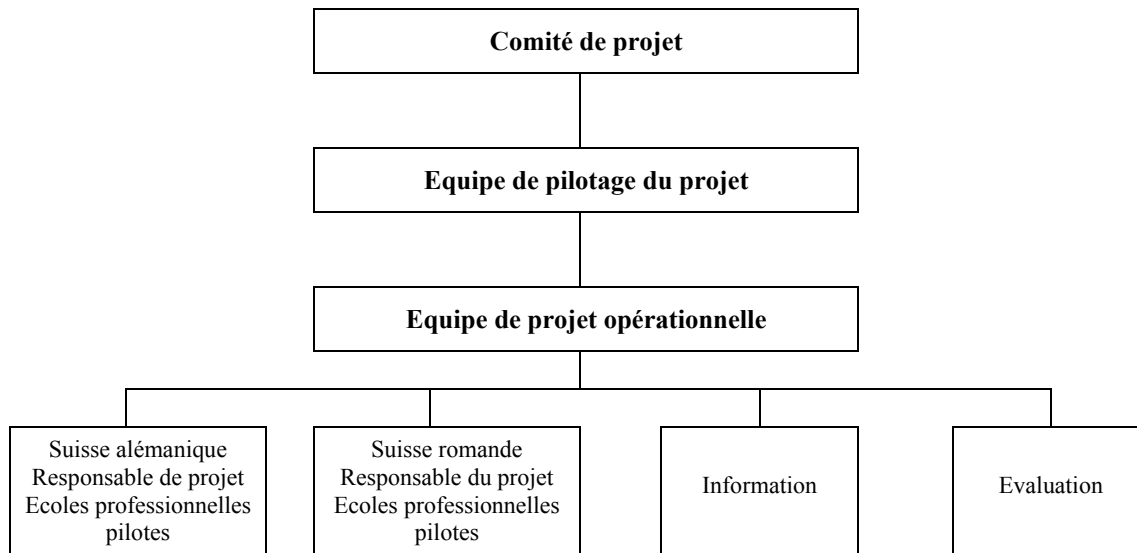 Comité de projet
Equipe de pilotage du projet
Equipe de projet opérationnelle
Suisse alémanique
Responsable de projet
Ecoles professionnelles
pilotes
Suisse romande
Responsable du projet
Ecoles professionnelles
pilotes
Information
Evaluation